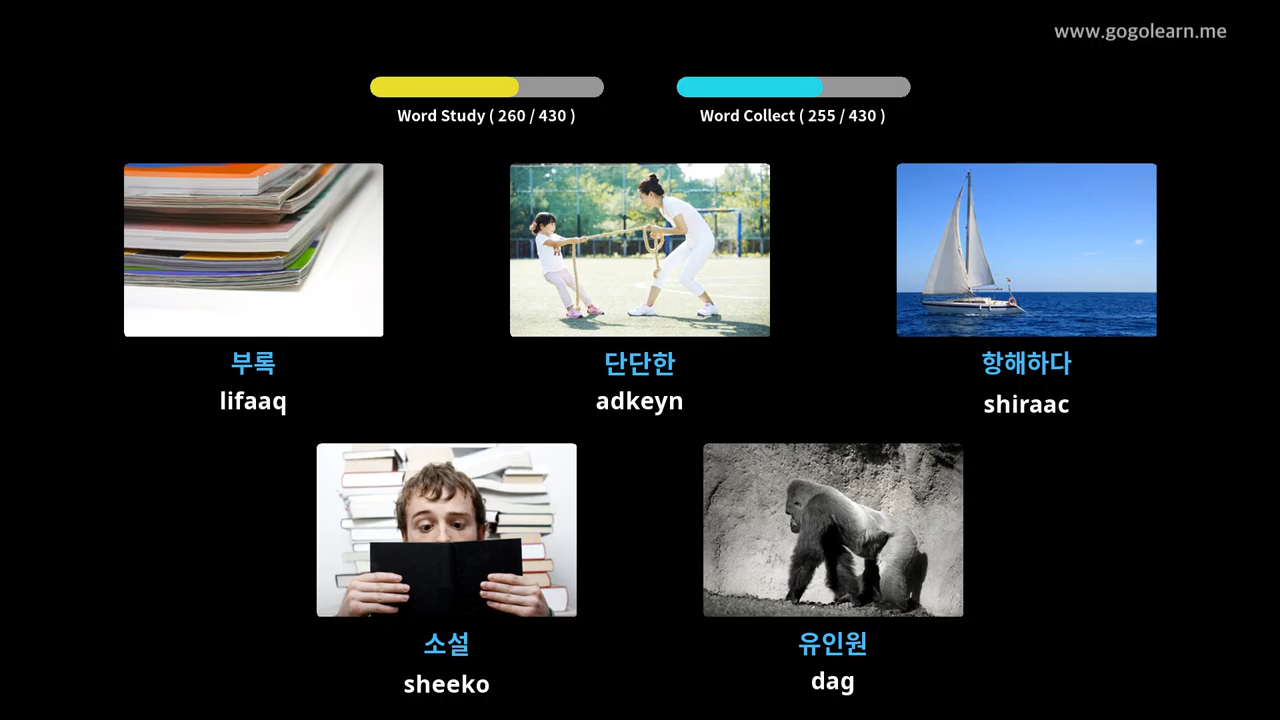 www.gogolearn.me
Word Study ( 260 / 430 )
Word Collect ( 255 / 430 )
부록
lifaaq
단단한
adkeyn
항해하다
shiraac
소설
sheeko
유인원
dag